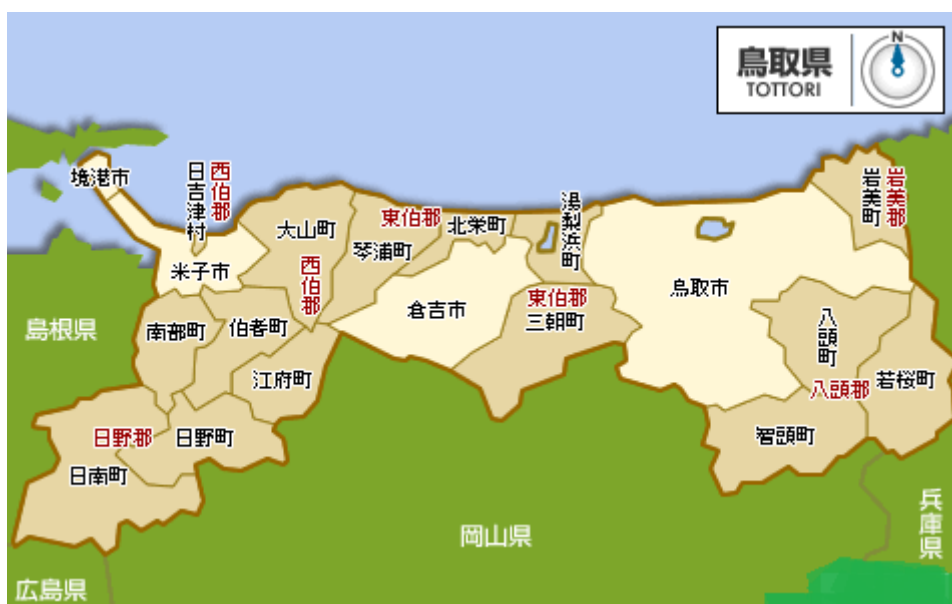 鳥取県
TOTTORI
N
境港市
日吉津村
西伯郡
米子市
大山町
西伯郡
東伯郡
琴浦町
北栄町
湯梨浜町
倉吉市
東伯郡
三朝町
鳥取市
岩美町
岩美郡
八頭町
八頭郡
若桜町
智頭町
南部町
伯耆町
江府町
日野郡
日野町
日南町
島根県
岡山県
広島県
兵庫県